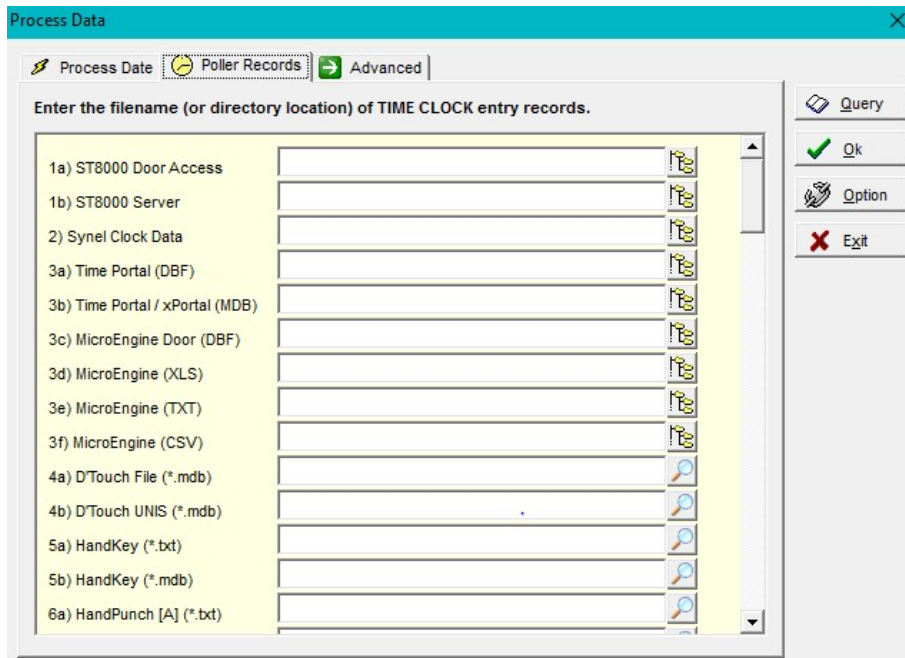 Process Data
Process Date Poller Records Advanced
Enter the filename (or directory location) of TIME CLOCK entry records.
Query
Ok
Option
Exit
1a) ST8000 Door Access
1b) ST8000 Server
2) Synel Clock Data
3a) Time Portal (DBF)
3b) Time Portal / xPortal (MDB)
3c) MicroEngine Door (DBF)
3d) MicroEngine (XLS)
3e) MicroEngine (TXT)
3f) MicroEngine (CSV)
4a) D'Touch File (*.mdb)
4b) D'Touch UNIS (*.mdb)
5a) HandKey (*.txt)
5b) HandKey (*.mdb)
6a) HandPunch [A] (*.txt)